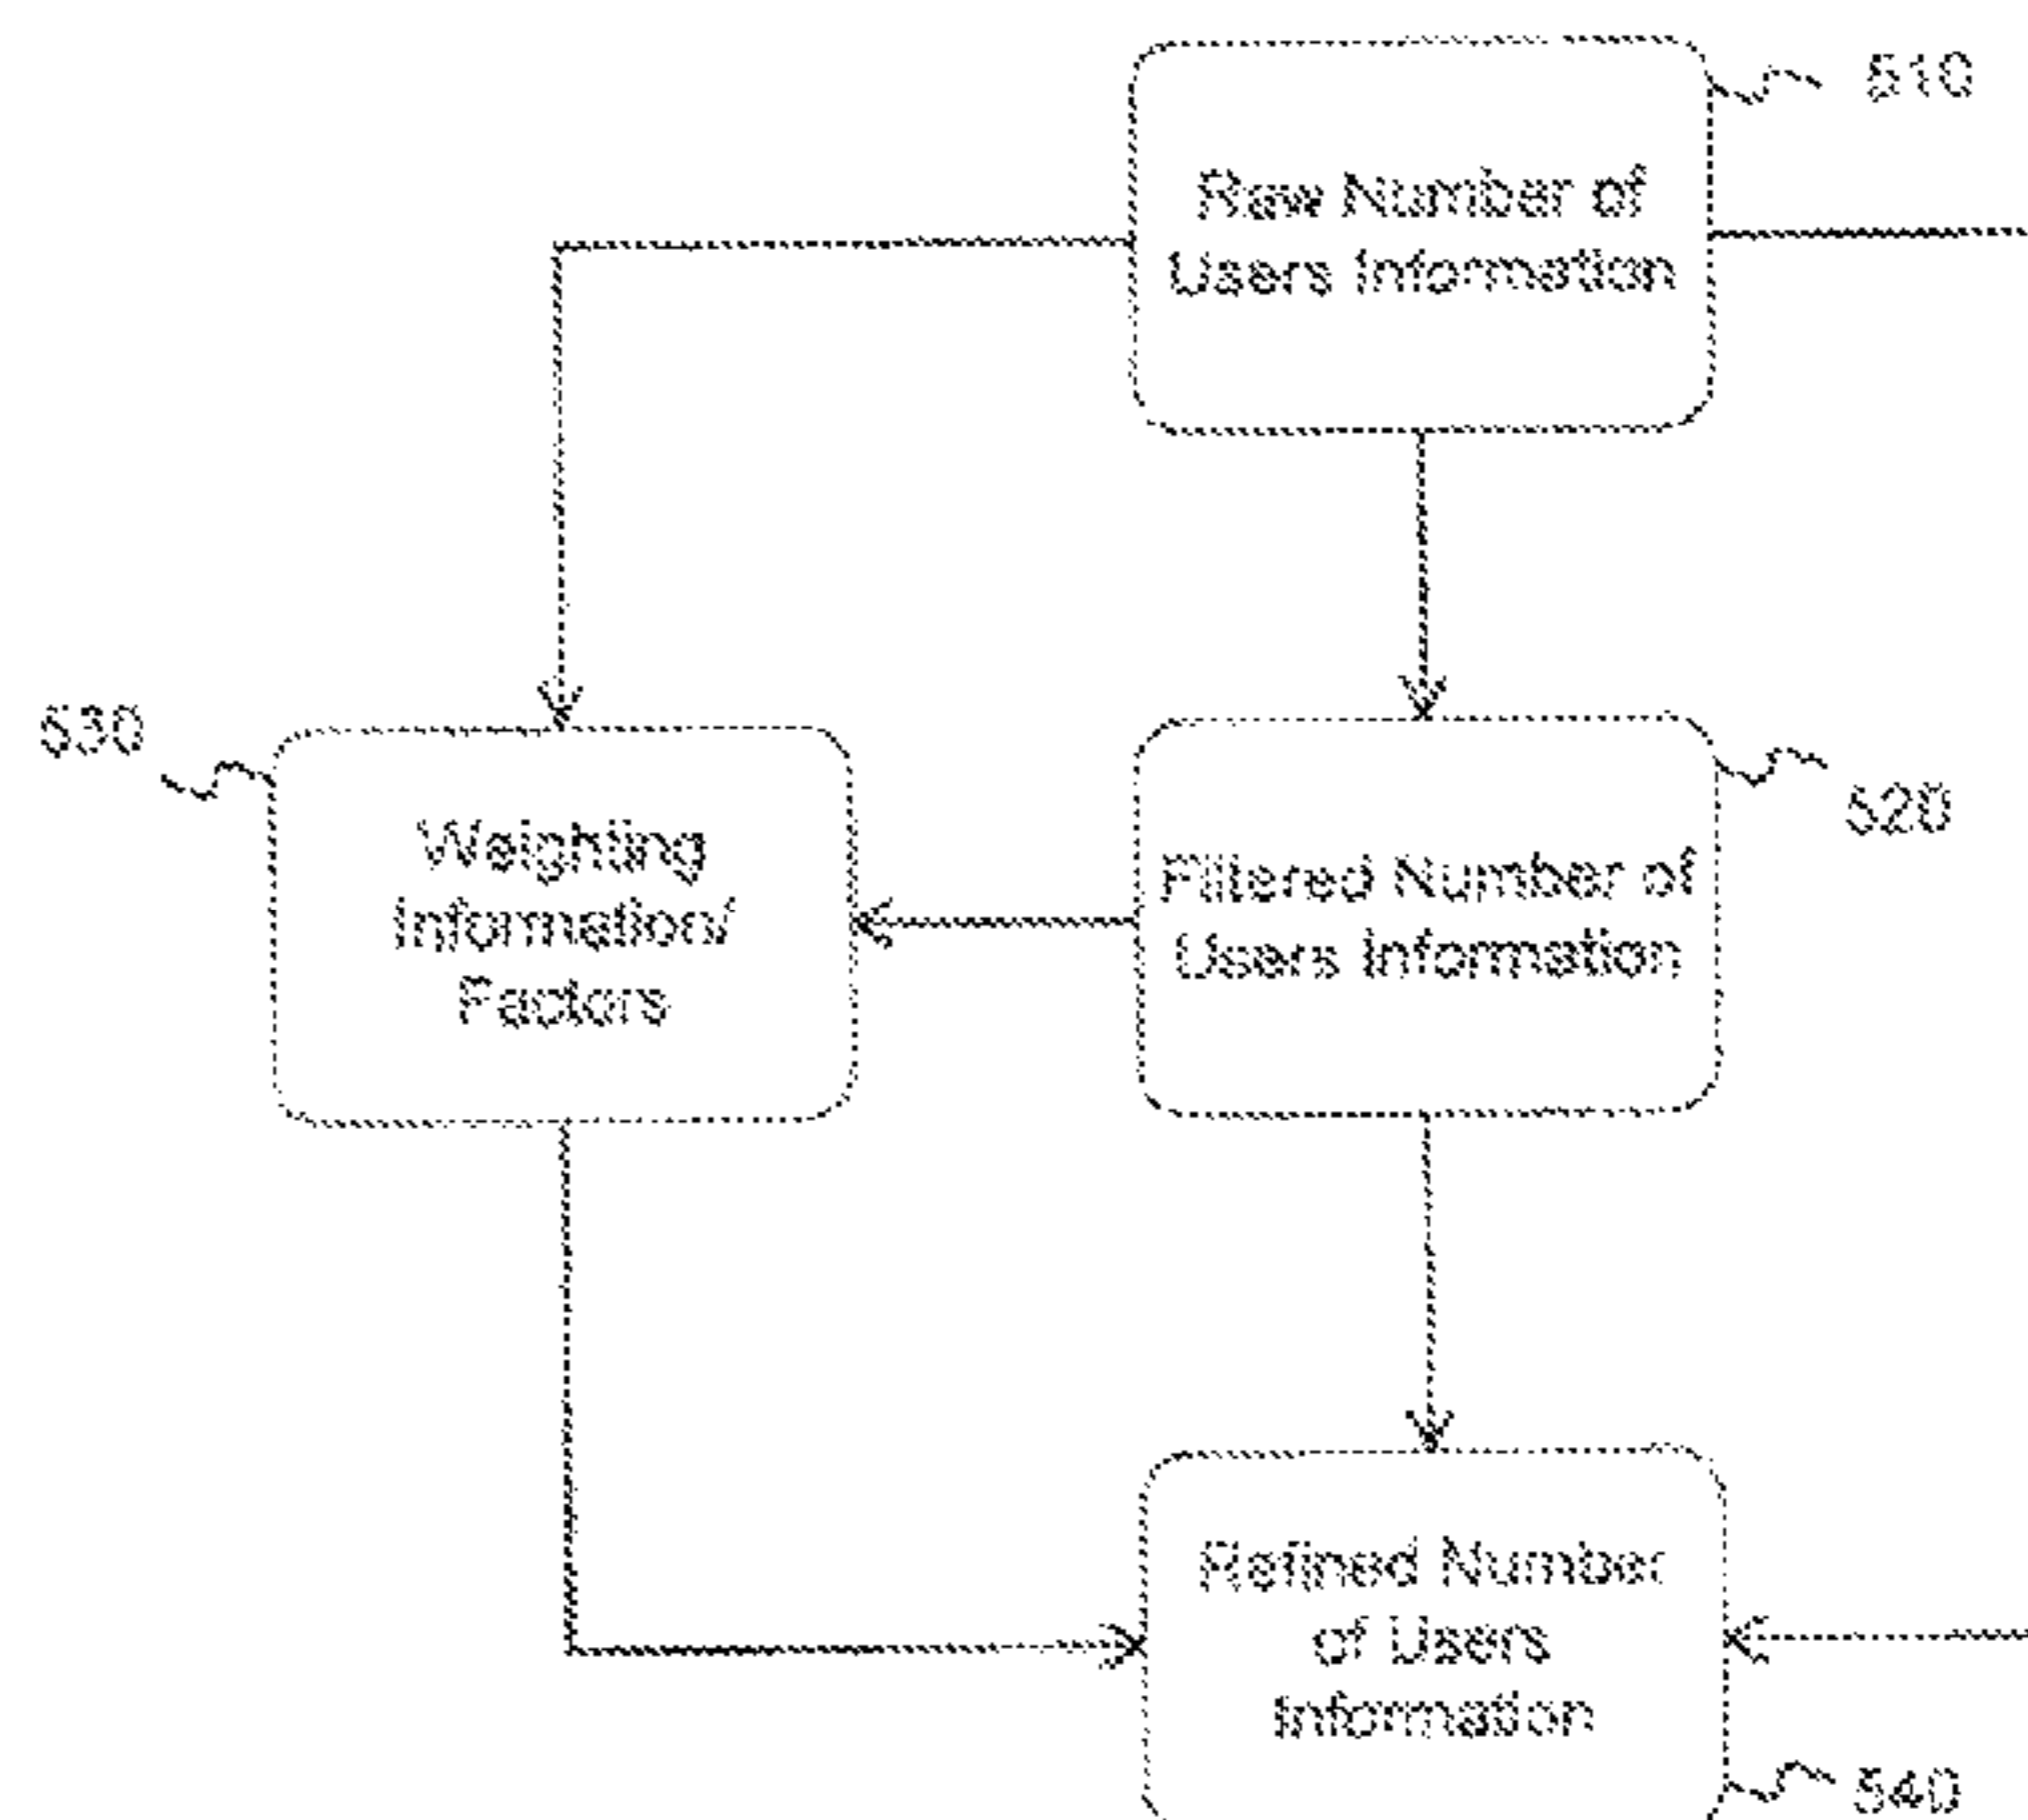 510
Raw Number of
Users Information
530
520
Weighting
Information/
Factors
Filtered Number of
Users Information
Refined Number
of Users
Information
540